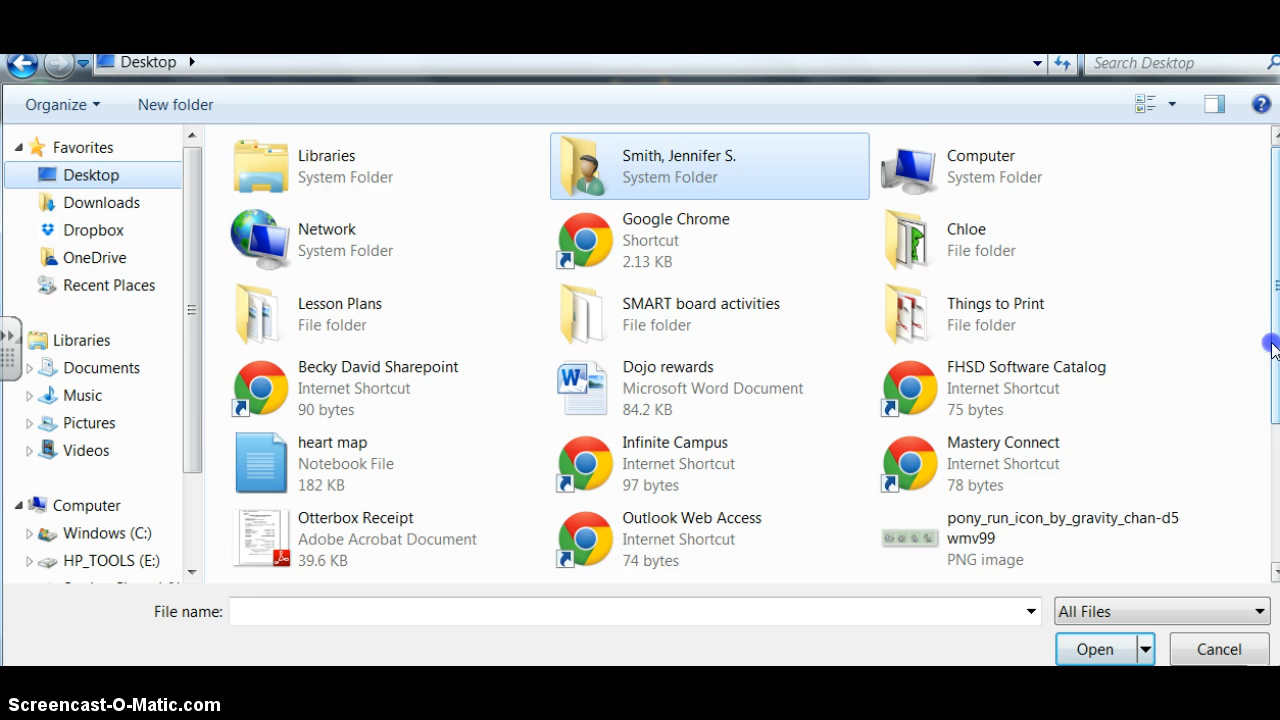 Desktop
Search Desktop
Organize
New folder
Favorites
Desktop
Downloads
Dropbox
OneDrive
Recent Places
Libraries
Documents
Music
Pictures
Videos
Computer
Windows (C:)
HP_TOOLS (E:)
Libraries
System Folder
Smith, Jennifer S.
System Folder
Computer
System Folder
Network
System Folder
Google Chrome
Shortcut
2.13 KB
Chloe
File folder
Lesson Plans
File folder
SMART board activities
File folder
Things to Print
File folder
Becky David Sharepoint
Internet Shortcut
90 bytes
Dojo rewards
Microsoft Word Document
84.2 KB
FHSD Software Catalog
Internet Shortcut
75 bytes
heart map
Notebook File
182 KB
Infinite Campus
Internet Shortcut
97 bytes
Mastery Connect
Internet Shortcut
78 bytes
Otterbox Receipt
Adobe Acrobat Document
39.6 KB
Outlook Web Access
Internet Shortcut
74 bytes
pony_run_icon_by_gravity_chan-d5
wmv99
PNG image
File name:
All Files
Open
Cancel
Screencast-O-Matic.com